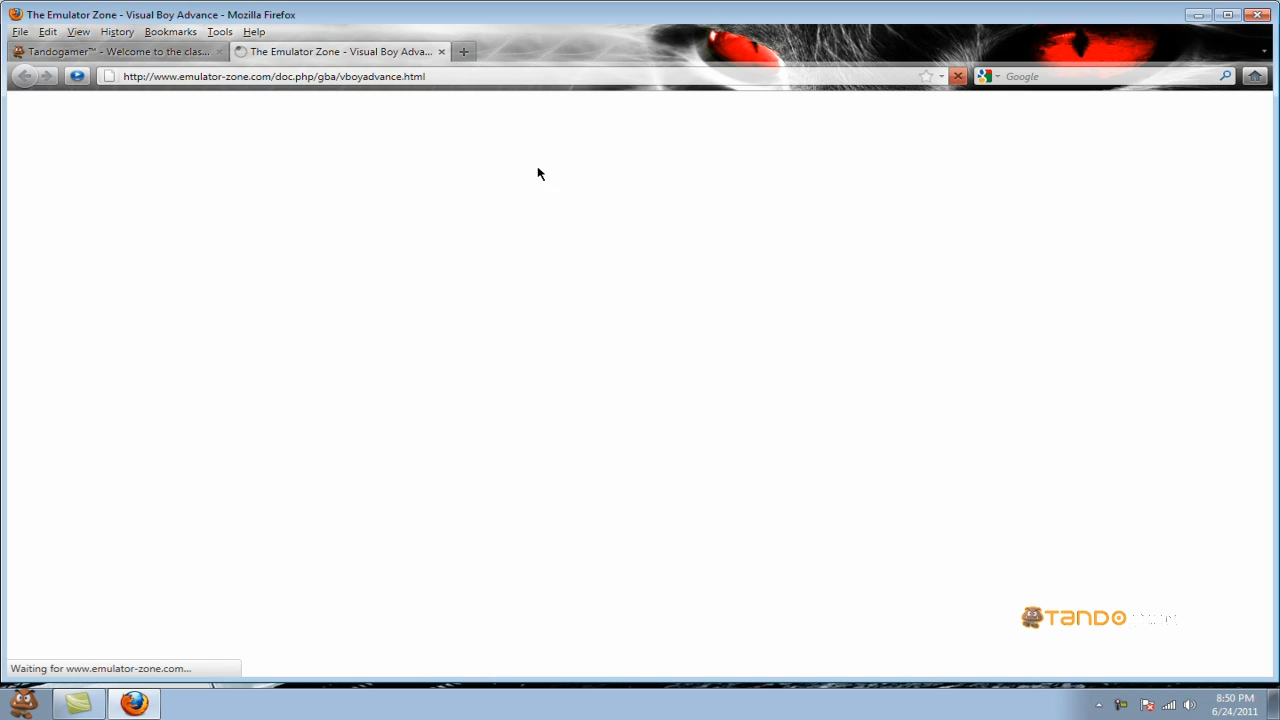 The Emulator Zone - Visual Boy Advance - Mozilla Firefox
File Edit View History Bookmarks Tools Help
Tandogamer™ - Welcome to the clas...
The Emulator Zone - Visual Boy Adva...
http://www.emulator-zone.com/doc.php/gba/vboyadvance.html
Google
TANDO
Waiting for www.emulator-zone.com...
8:50 PM
6/24/2011